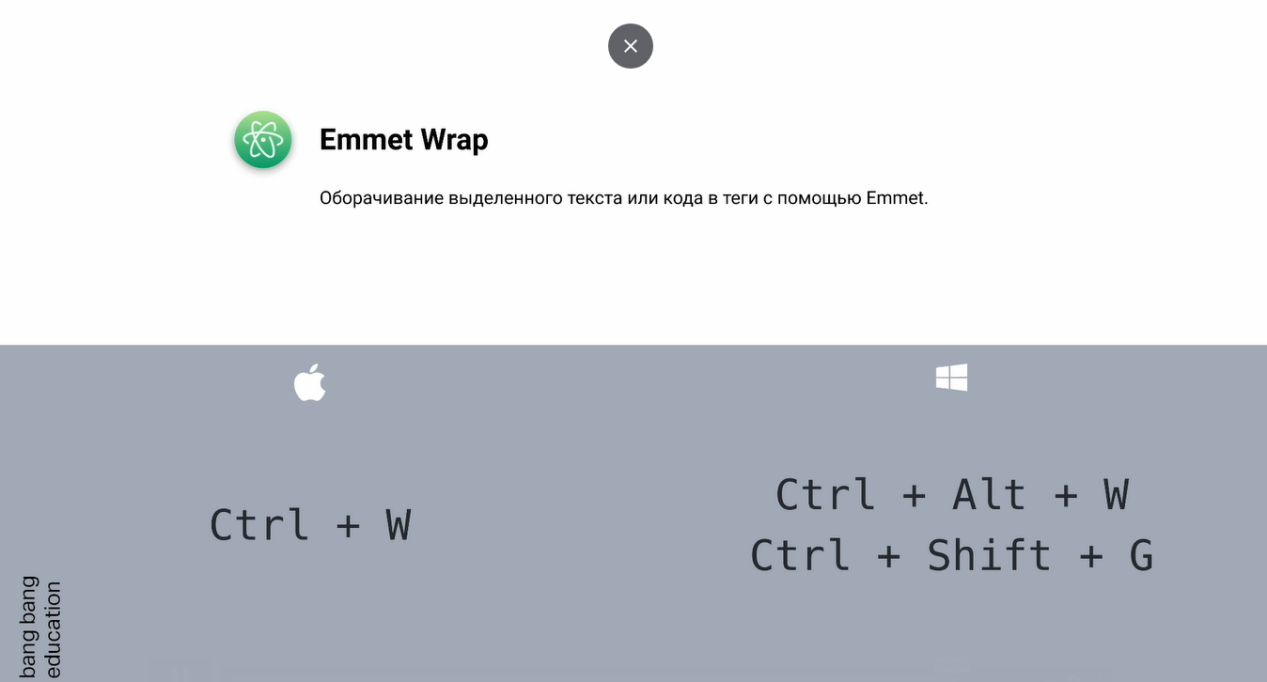 Emmet Wrap
Оборачивание выделенного текста или кода в теги с помощью Emmet.
Ctrl + W
Ctrl + Alt + W
Ctrl + Shift + G
bang bang
education